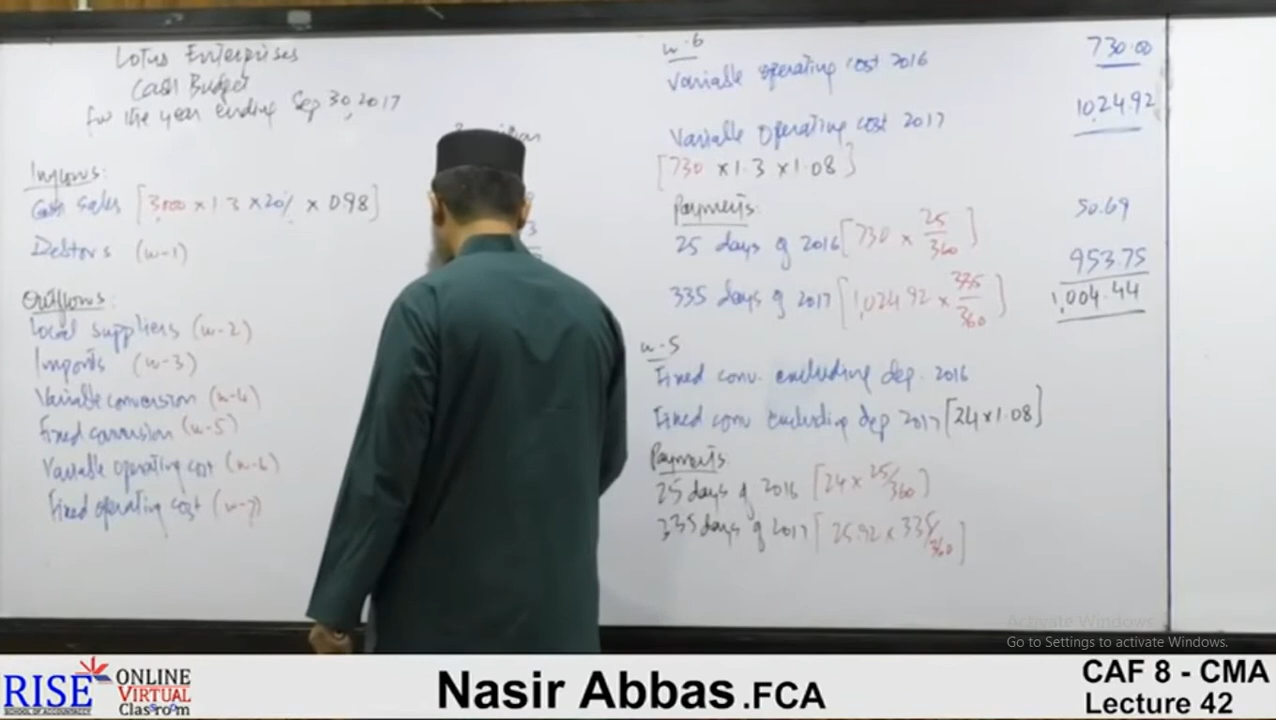 Lotus Enterprises
Cash Budget
for the year ending Sep 30, 2017
Inflows:
Cash Sales [3,000 × 1.3 × 20% × 0.98]
Debtors (w-1)
Outflows:
Local suppliers (w-2)
Imports (w-3)
Variable conversion (w-4)
Fixed conversion (w-5)
Variable operating cost (w-6)
Fixed operating cost (w-7)
w-6
Variable operating cost 2016 730.00
Variable operating cost 2017 1024.92
[730 × 1.3 × 1.08]
Payments:
25 days of 2016 [730 × 25/360] 50.69
335 days of 2017 [1,024.92 × 335/360] 953.75
1,004.44
w-5
Fixed conv. excluding dep. 2016
Fixed conv excluding dep 2017 [24 × 1.08]
Payments:
25 days of 2016 [24 × 25/360]
335 days of 2017 [25.92 × 335/360]
Activate Windows
Go to Settings to activate Windows.
RISE
SCHOOL OF ACCOUNTANCY
ONLINE
VIRTUAL
Classroom
Nasir Abbas .FCA
CAF 8 - CMA
Lecture 42